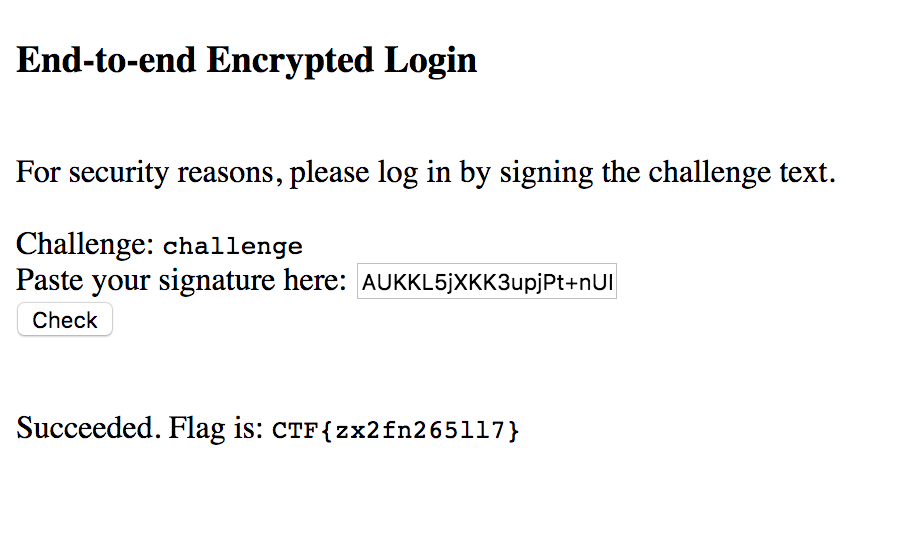 End-to-end Encrypted Login
For security reasons, please log in by signing the challenge text.
Challenge: challenge
Paste your signature here: AUKKL5jXKK3upjPt+nUI
Check
Succeeded. Flag is: CTF{zx2fn265ll7}